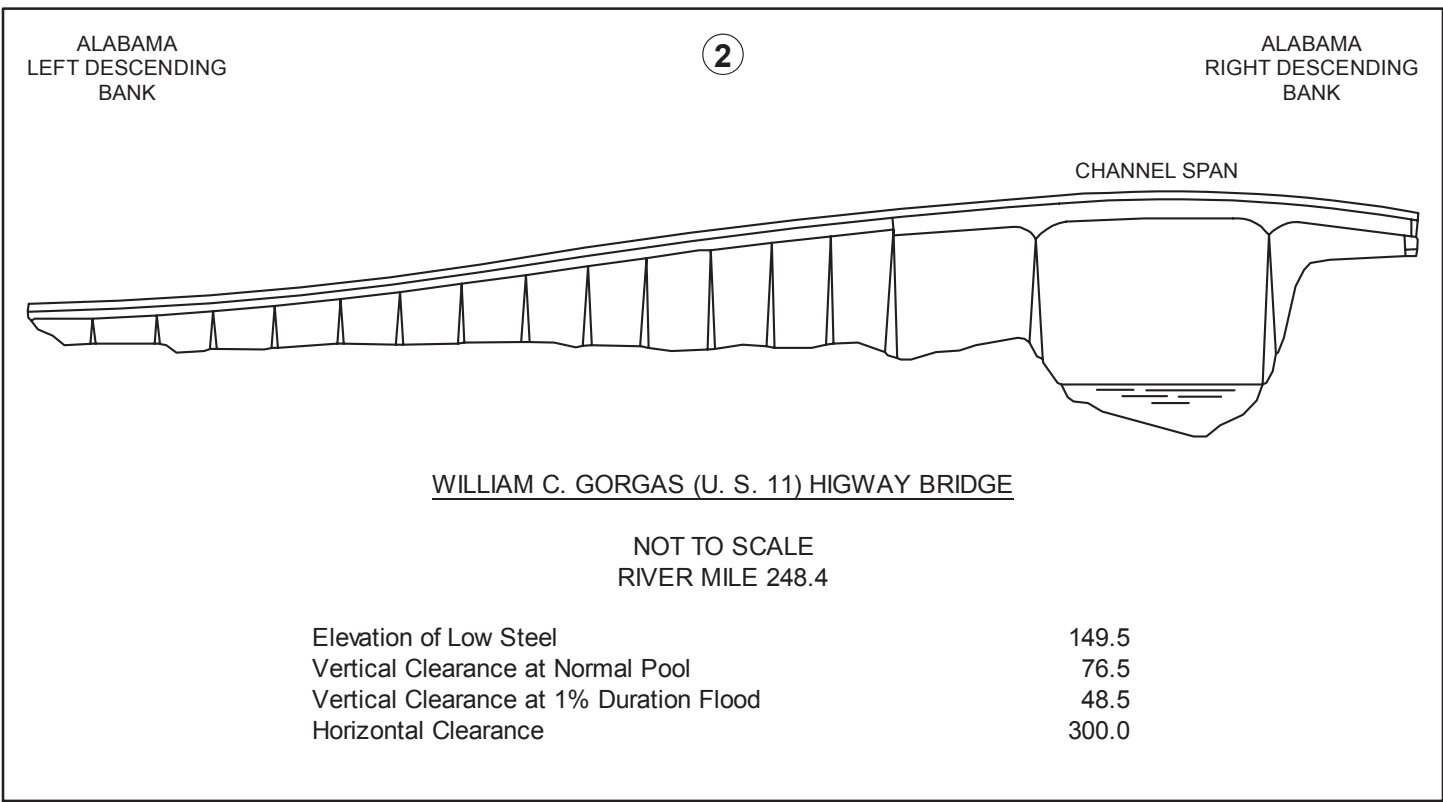 ALABAMA
LEFT DESCENDING
BANK
2
ALABAMA
RIGHT DESCENDING
BANK
CHANNEL SPAN
WILLIAM C. GORGAS (U. S. 11) HIGWAY BRIDGE
NOT TO SCALE
RIVER MILE 248.4
Elevation of Low Steel 149.5
Vertical Clearance at Normal Pool 76.5
Vertical Clearance at 1% Duration Flood 48.5
Horizontal Clearance 300.0